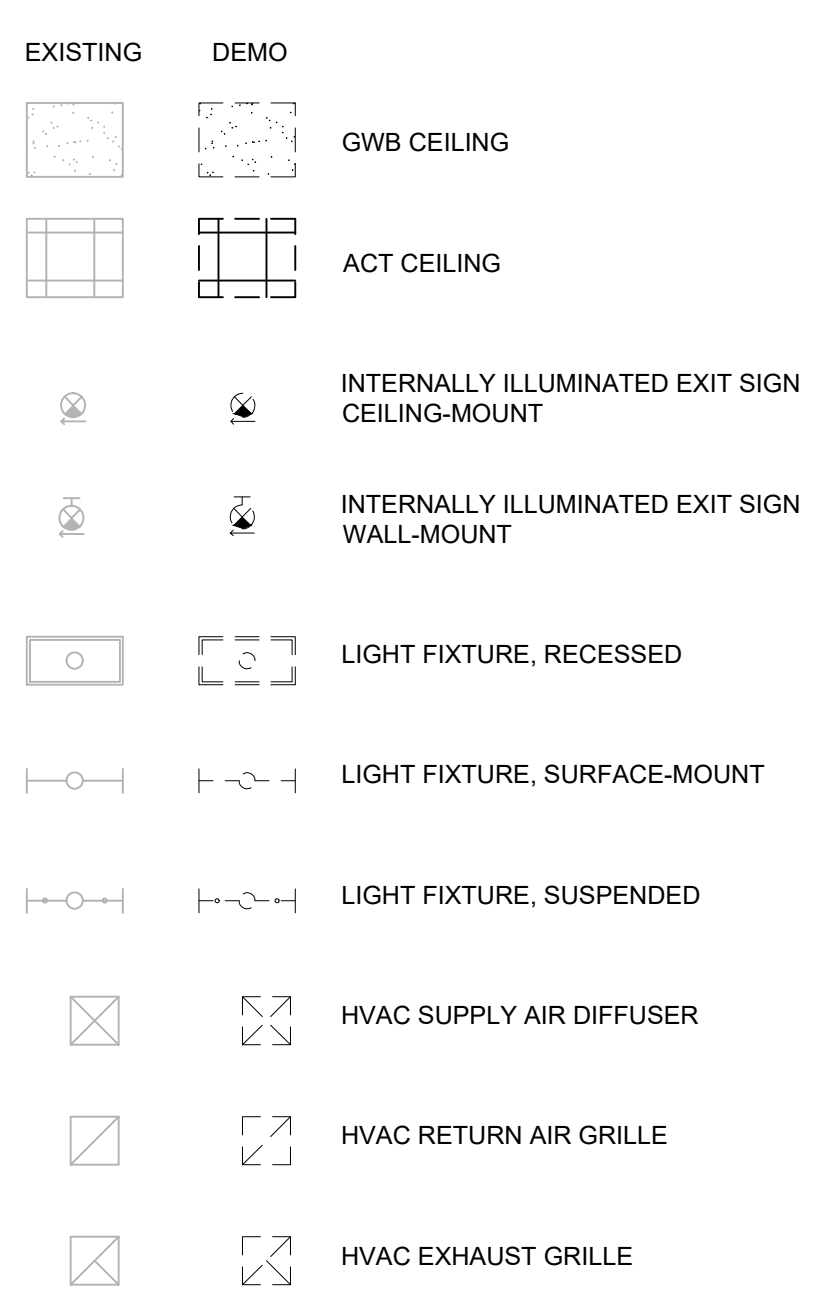 EXISTING DEMO
GWB CEILING
ACT CEILING
INTERNALLY ILLUMINATED EXIT SIGN
CEILING-MOUNT
INTERNALLY ILLUMINATED EXIT SIGN
WALL-MOUNT
LIGHT FIXTURE, RECESSED
LIGHT FIXTURE, SURFACE-MOUNT
LIGHT FIXTURE, SUSPENDED
HVAC SUPPLY AIR DIFFUSER
HVAC RETURN AIR GRILLE
HVAC EXHAUST GRILLE